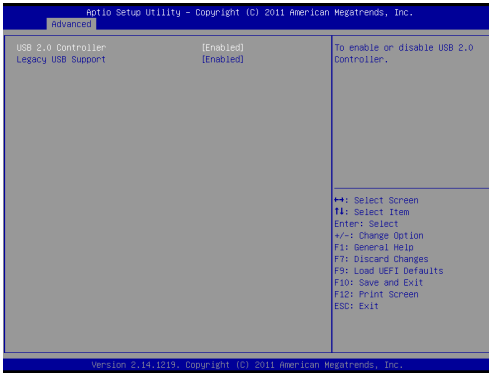 Aptio Setup Utility – Copyright (C) 2011 American Megatrends, Inc.
Advanced
USB 2.0 Controller [Enabled]
Legacy USB Support [Enabled]
To enable or disable USB 2.0
Controller.
↔: Select Screen
↑↓: Select Item
Enter: Select
+/-: Change Option
F1: General Help
F7: Discard Changes
F9: Load UEFI Defaults
F10: Save and Exit
F12: Print Screen
ESC: Exit
Version 2.14.1219. Copyright (C) 2011 American Megatrends, Inc.